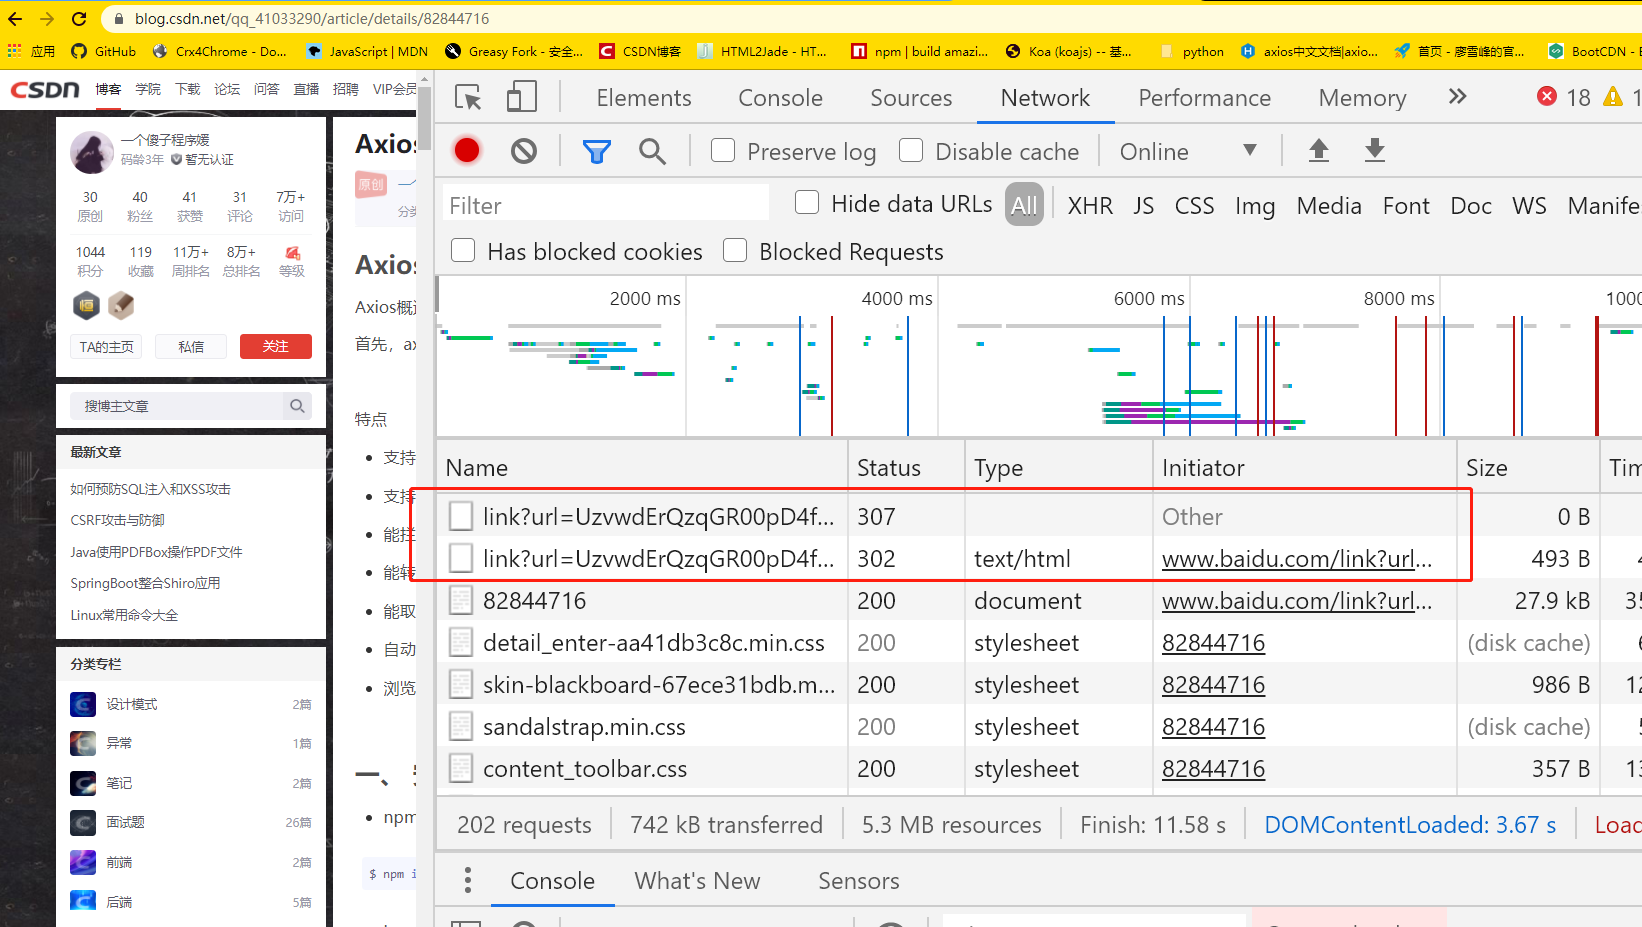 blog.csdn.net/qq_41033290/article/details/82844716
应用 GitHub Crx4Chrome - Do... JavaScript | MDN Greasy Fork - 安全... CSDN博客 HTML2Jade - HT... npm | build amazi... Koa (koajs) -- 基... python axios中文文档|axio... 首页 - 廖雪峰的官... BootCDN - B
CSDN 博客 学院 下载 论坛 问答 直播 招聘 VIP会员
一个傻子程序媛
码龄3年 暂无认证
30 40 41 31 7万+
原创 粉丝 获赞 评论 访问
1044 119 11万+ 8万+
积分 收藏 周排名 总排名 等级
TA的主页 私信 关注
搜博主文章
最新文章
如何预防SQL注入和XSS攻击
CSRF攻击与防御
Java使用PDFBox操作PDF文件
SpringBoot整合Shiro应用
Linux常用命令大全
分类专栏
设计模式 2篇
异常 1篇
笔记 2篇
面试题 26篇
前端 2篇
后端 5篇
Axios
原创 一个
分类
Axios
Axios概述
首先，ax
特点
支持
支持
能拦
能转
能取
自动
浏览
一、
npm
$ npm i
Elements Console Sources Network Performance Memory 18 1
Preserve log Disable cache Online
Filter Hide data URLs All XHR JS CSS Img Media Font Doc WS Manifes
Has blocked cookies Blocked Requests
2000 ms 4000 ms 6000 ms 8000 ms 1000
Name Status Type Initiator Size Tim
link?url=UzvwdErQzqGR00pD4f... 307 Other 0 B
link?url=UzvwdErQzqGR00pD4f... 302 text/html www.baidu.com/link?url... 493 B 4
82844716 200 document www.baidu.com/link?url... 27.9 kB 35
detail_enter-aa41db3c8c.min.css 200 stylesheet 82844716 (disk cache) 6
skin-blackboard-67ece31bdb.m... 200 stylesheet 82844716 986 B 12
sandalstrap.min.css 200 stylesheet 82844716 (disk cache) 5
content_toolbar.css 200 stylesheet 82844716 357 B 13
202 requests 742 kB transferred 5.3 MB resources Finish: 11.58 s DOMContentLoaded: 3.67 s Load
Console What's New Sensors